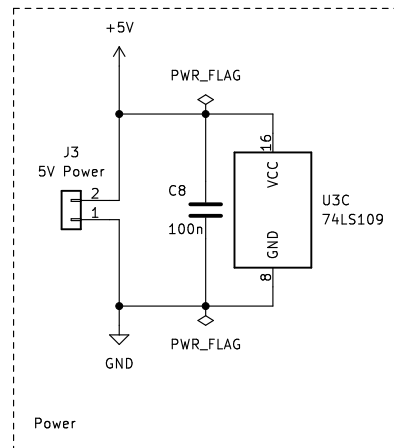 +5V
PWR_FLAG
J3
5V Power
2
1
C8
100n
16
VCC
GND
8
U3C
74LS109
PWR_FLAG
GND
Power